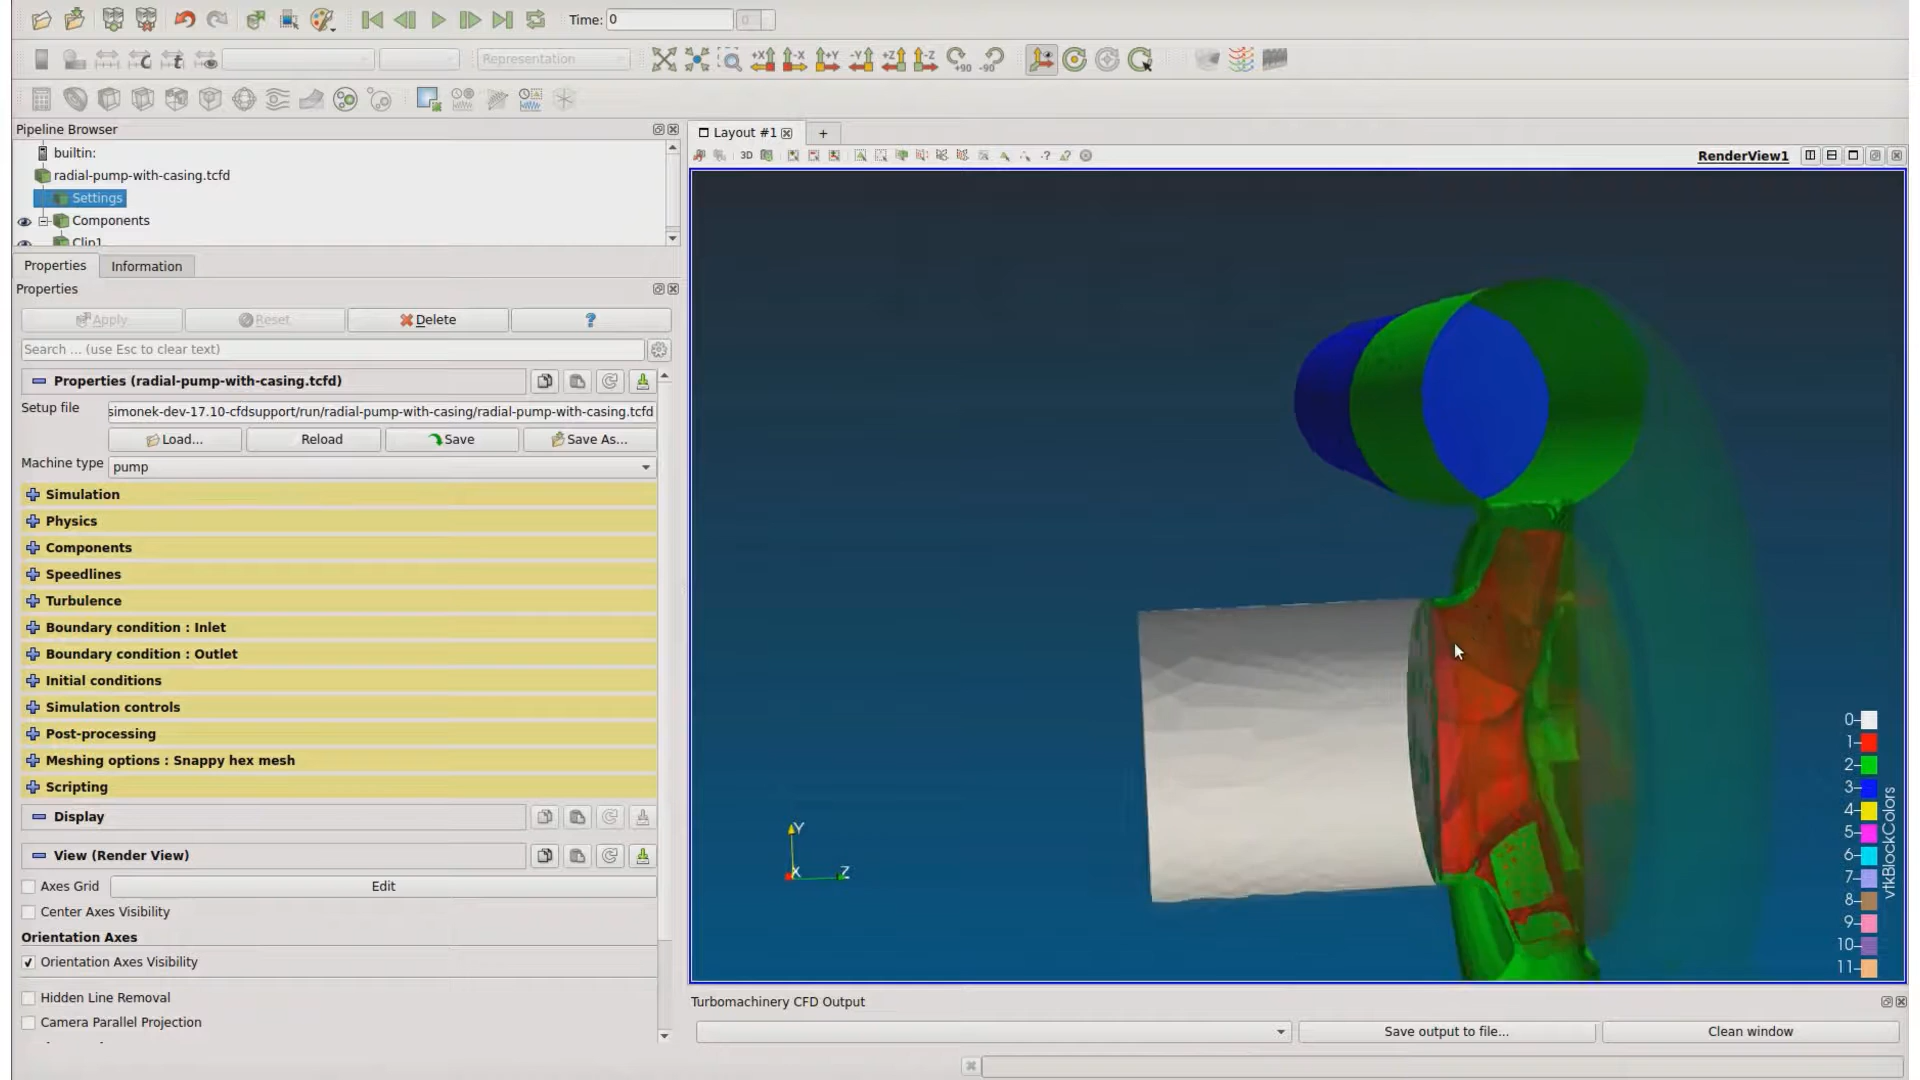 Time: 0
0
Representation
+X
-X
+Y
-Y
+Z
-Z
+90
-90
Pipeline Browser
builtin:
radial-pump-with-casing.tcfd
Settings
Components
Clip1
Properties
Information
Properties
Apply
Reset
Delete
?
Search ... (use Esc to clear text)
Properties (radial-pump-with-casing.tcfd)
Setup file
simonek-dev-17.10-cfdsupport/run/radial-pump-with-casing/radial-pump-with-casing.tcfd
Load...
Reload
Save
Save As...
Machine type
pump
Simulation
Physics
Components
Speedlines
Turbulence
Boundary condition : Inlet
Boundary condition : Outlet
Initial conditions
Simulation controls
Post-processing
Meshing options : Snappy hex mesh
Scripting
Display
View (Render View)
Axes Grid
Edit
Center Axes Visibility
Orientation Axes
Orientation Axes Visibility
Hidden Line Removal
Camera Parallel Projection
Layout #1
+
3D
RenderView1
Y
X
Z
0
1
2
3
4
5
6
7
8
9
10
11
vtkBlockColors
Turbomachinery CFD Output
Save output to file...
Clean window